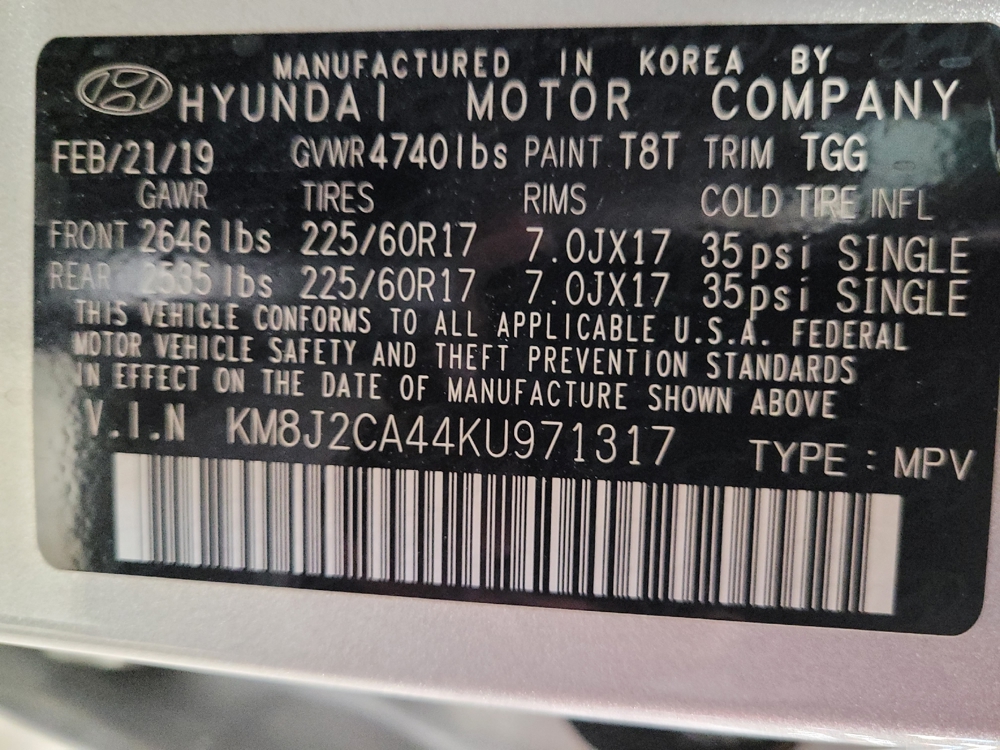 MANUFACTURED IN KOREA BY
HYUNDAI MOTOR COMPANY
FEB/21/19 GVWR 4740lbs PAINT T8T TRIM TGG
GAWR TIRES RIMS COLD TIRE INFL
FRONT 2646 lbs 225/60R17 7.0JX17 35psi SINGLE
REAR 2535 lbs 225/60R17 7.0JX17 35psi SINGLE
THIS VEHICLE CONFORMS TO ALL APPLICABLE U.S.A. FEDERAL
MOTOR VEHICLE SAFETY AND THEFT PREVENTION STANDARDS
IN EFFECT ON THE DATE OF MANUFACTURE SHOWN ABOVE
V.I.N KM8J2CA44KU971317 TYPE : MPV